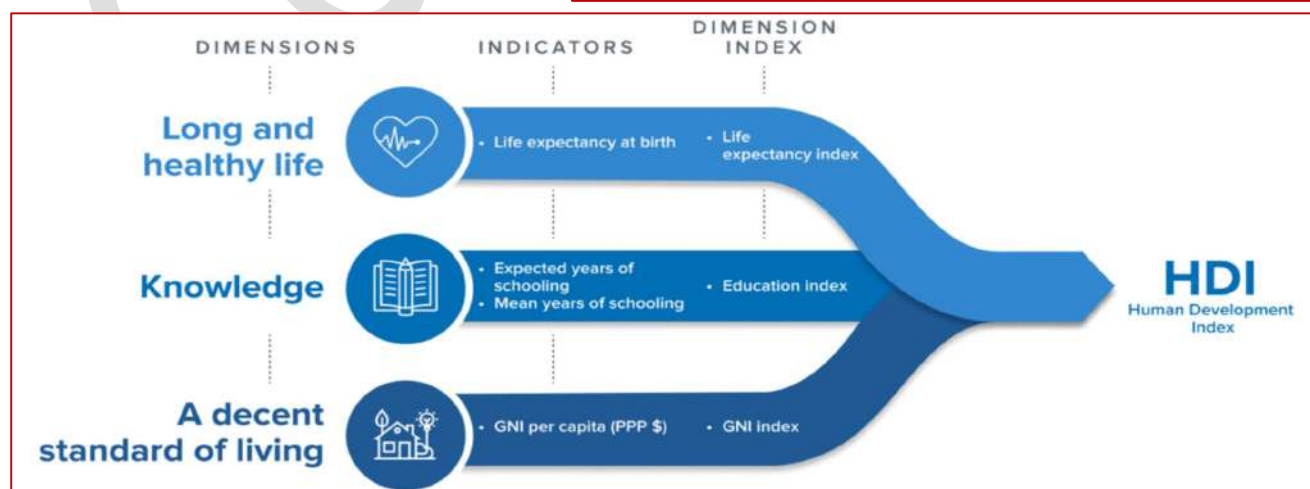 DIMENSIONS
INDICATORS
DIMENSION
INDEX
Long and
healthy life
• Life expectancy at birth
• Life
expectancy index
Knowledge
• Expected years of
schooling
• Mean years of schooling
• Education index
HDI
Human Development
Index
A decent
standard of living
• GNI per capita (PPP $)
• GNI index